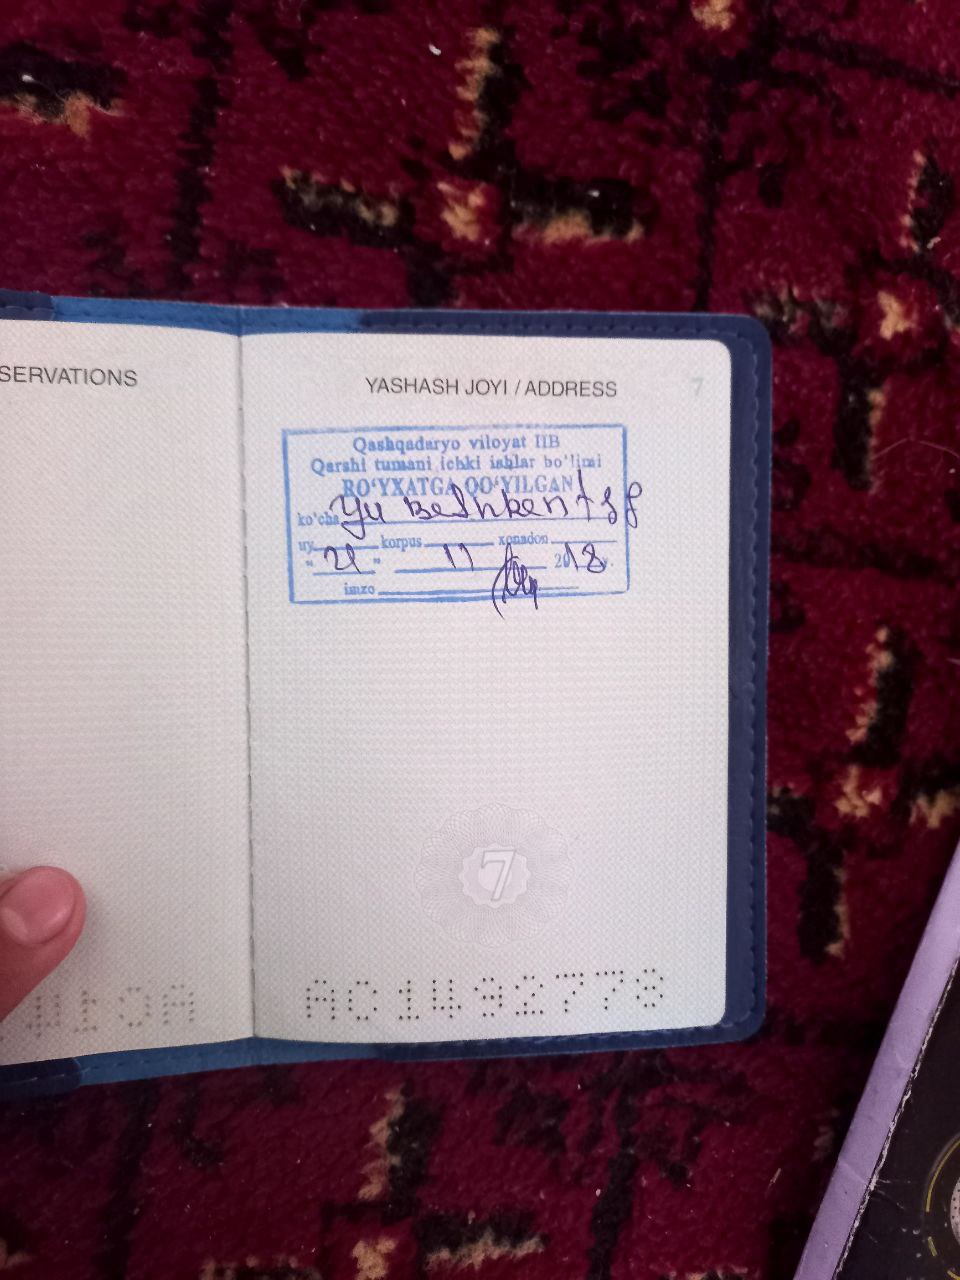 SERVATIONS
YASHASH JOYI / ADDRESS 7
Qashqadaryo viloyat IIB
Qarshi tumani ichki ishlar bo‘limi
RO‘YXATGA QO‘YILGAN
ko‘cha Yu Beshkent
uy korpus xonadon
" 21 " 11 2018 y.
imzo
7
AC1492778